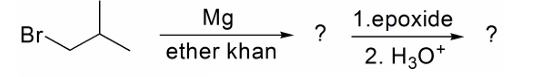 Br
Mg
ether khan
?
1.epoxide
2. H₃O⁺
?